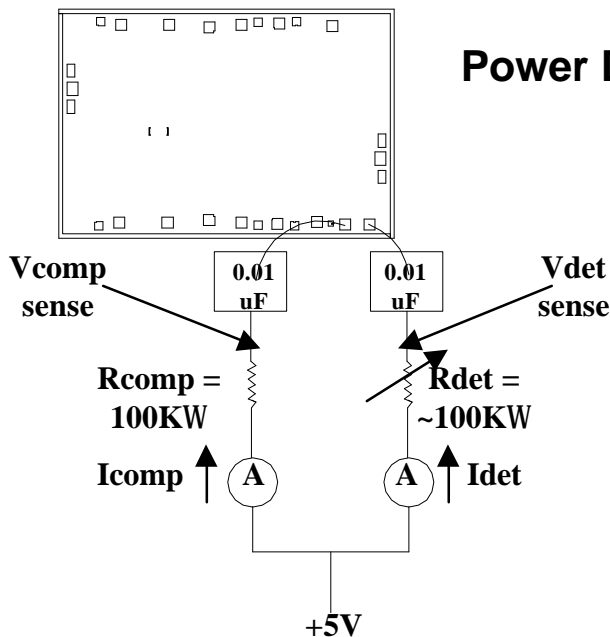 Power
0.01
uF
0.01
uF
Vcomp
sense
Vdet
sense
Rcomp =
100KW
Rdet =
~100KW
Icomp
A
A
Idet
+5V